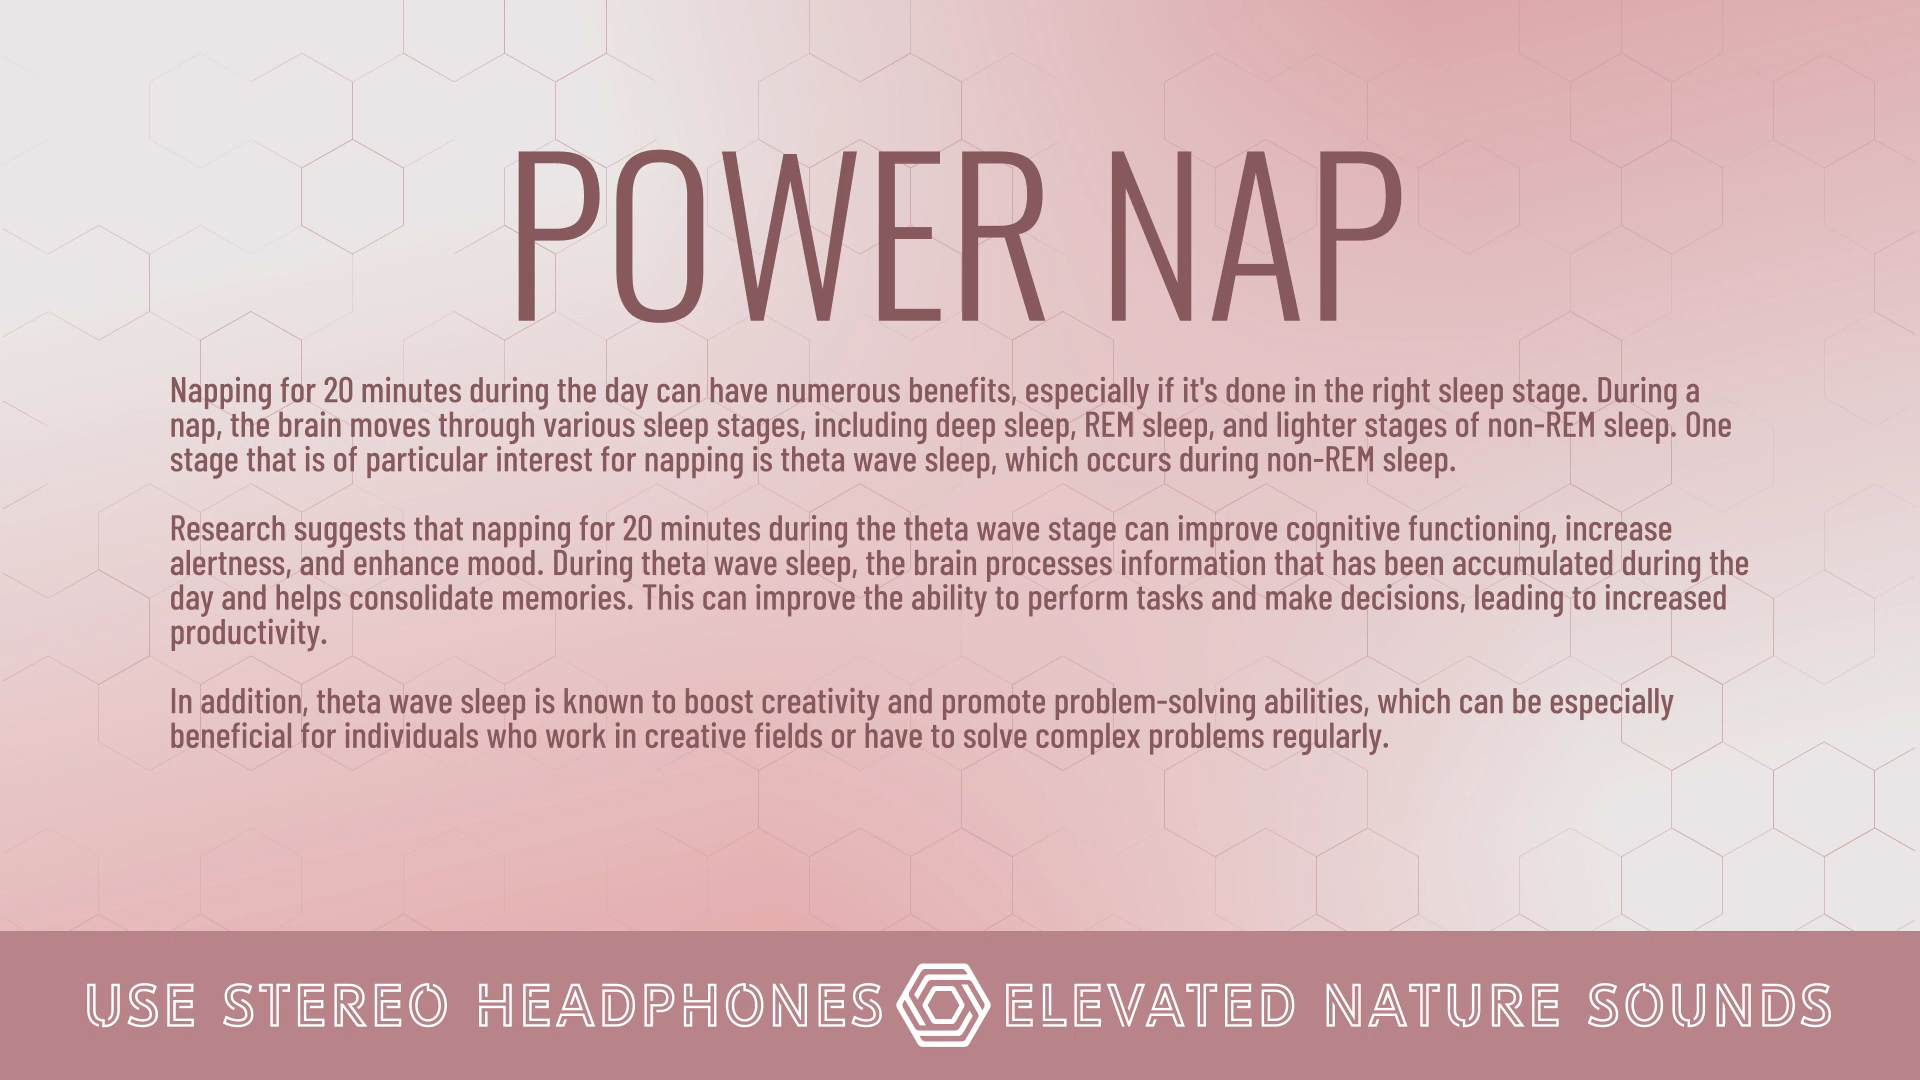 POWER NAP
Napping for 20 minutes during the day can have numerous benefits, especially if it's done in the right sleep stage. During a
nap, the brain moves through various sleep stages, including deep sleep, REM sleep, and lighter stages of non-REM sleep. One
stage that is of particular interest for napping is theta wave sleep, which occurs during non-REM sleep.
Research suggests that napping for 20 minutes during the theta wave stage can improve cognitive functioning, increase
alertness, and enhance mood. During theta wave sleep, the brain processes information that has been accumulated during the
day and helps consolidate memories. This can improve the ability to perform tasks and make decisions, leading to increased
productivity.
In addition, theta wave sleep is known to boost creativity and promote problem-solving abilities, which can be especially
beneficial for individuals who work in creative fields or have to solve complex problems regularly.
USE STEREO HEADPHONES ELEVATED NATURE SOUNDS